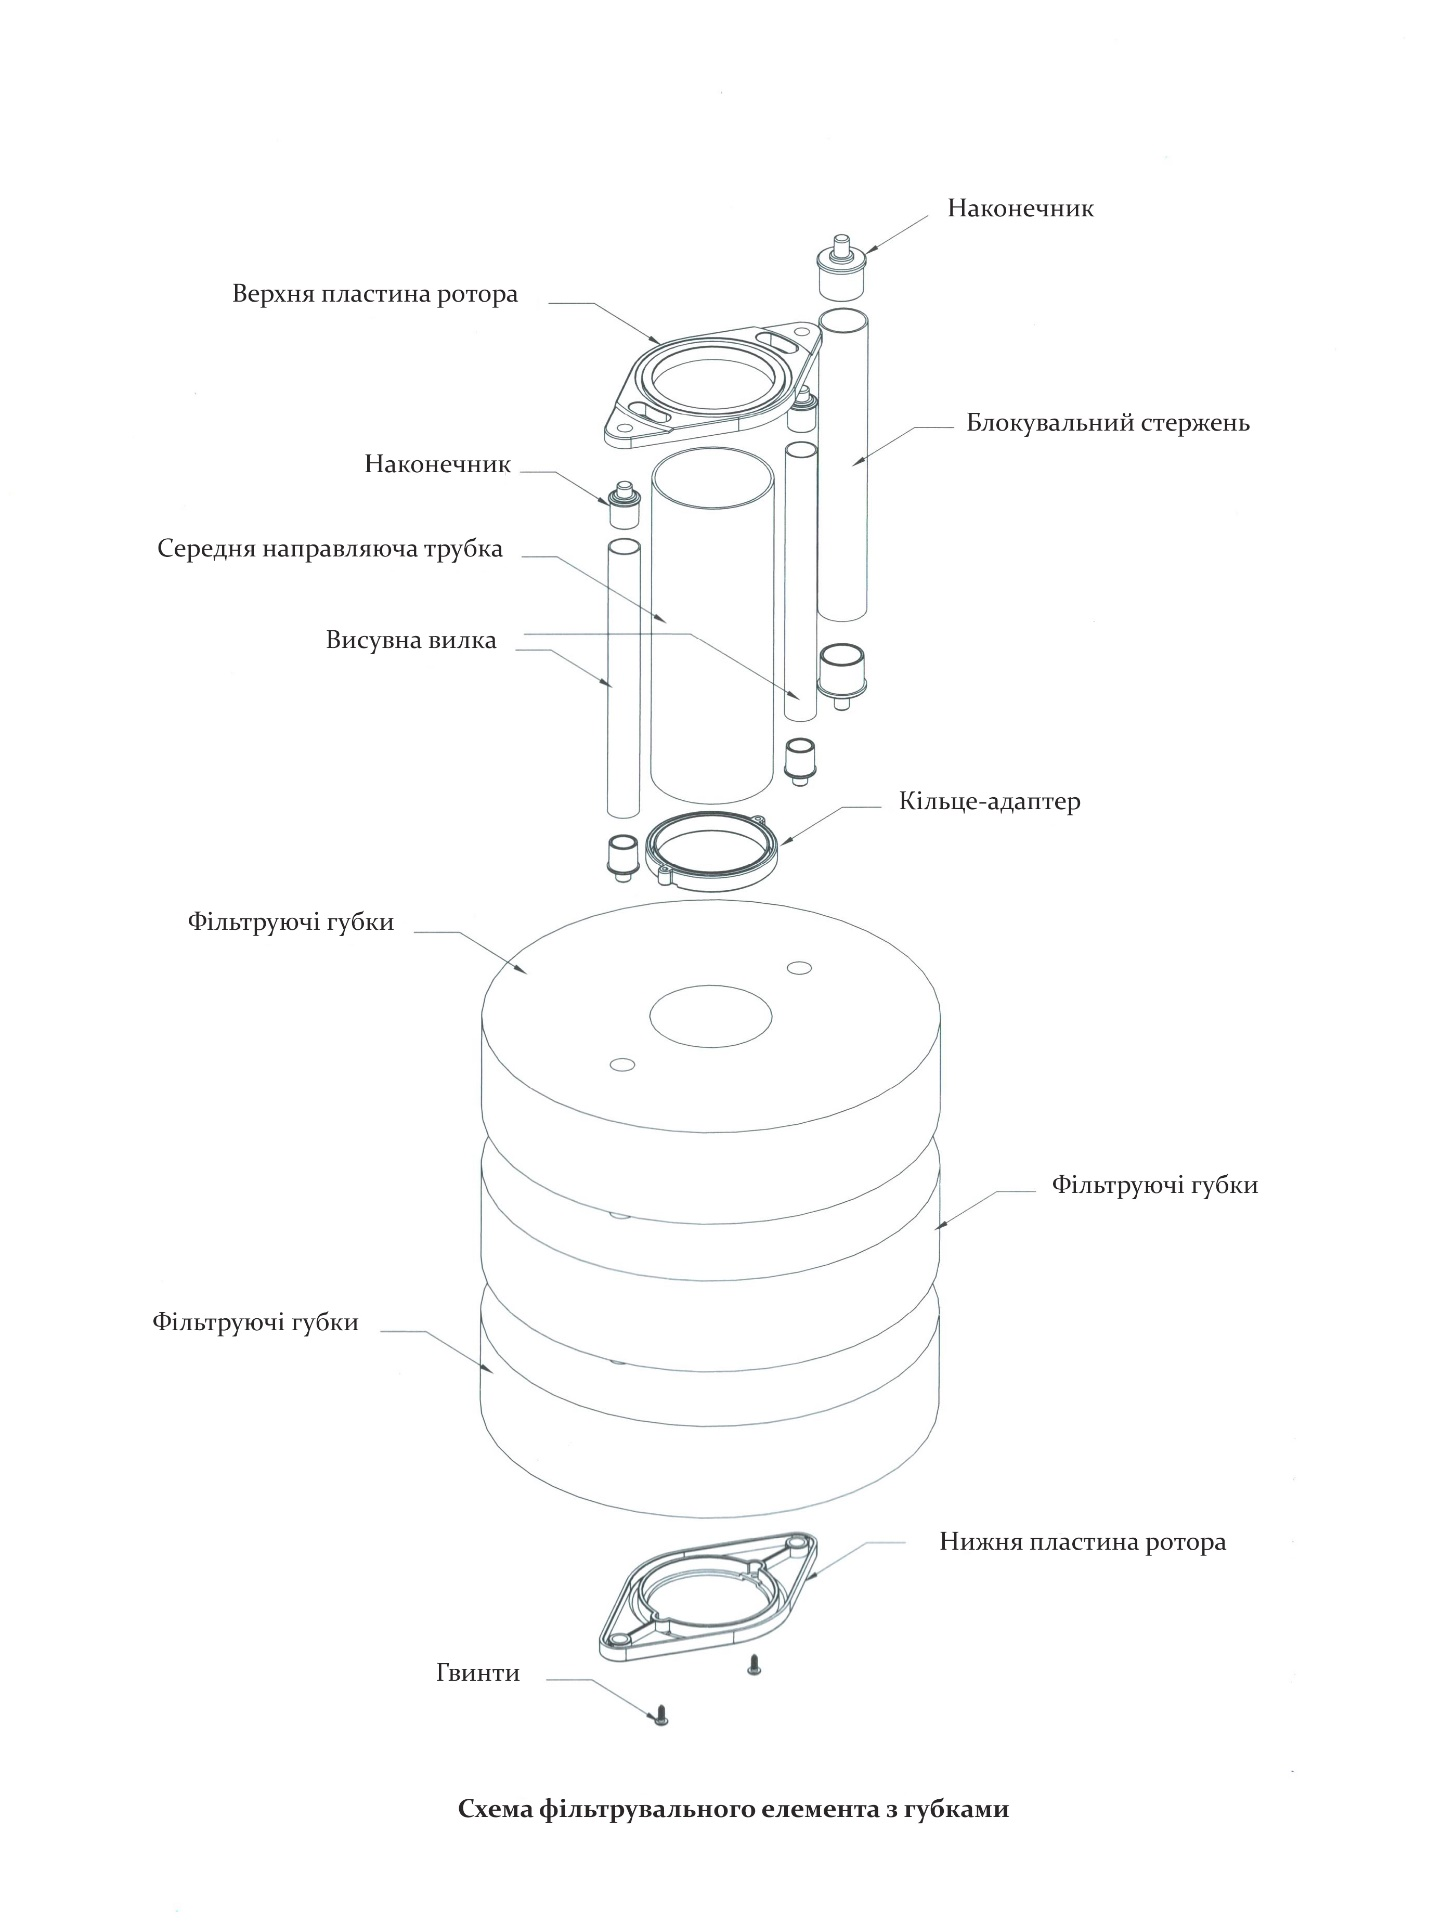 Наконечник
Верхня пластина ротора
Блокувальний стержень
Наконечник
Середня направляюча трубка
Висувна вилка
Кільце-адаптер
Фільтруючі губки
Фільтруючі губки
Фільтруючі губки
Нижня пластина ротора
Гвинти
Схема фільтрувального елемента з губками